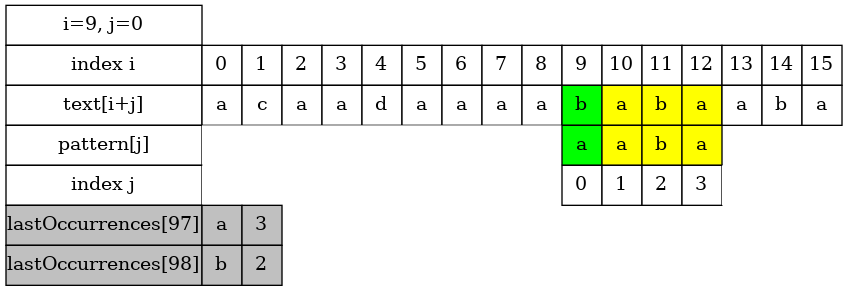 i=9, j=0
index i 0 1 2 3 4 5 6 7 8 9 10 11 12 13 14 15
text[i+j] a c a a d a a a a b a b a a b a
pattern[j] a a b a
index j 0 1 2 3
lastOccurrences[97] a 3
lastOccurrences[98] b 2